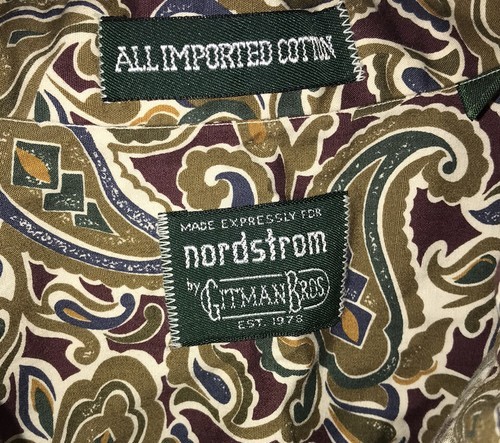 ALL IMPORTED COTTON
MADE EXPRESSLY FOR
nordstrom
by GITMAN BROS.
EST. 1978